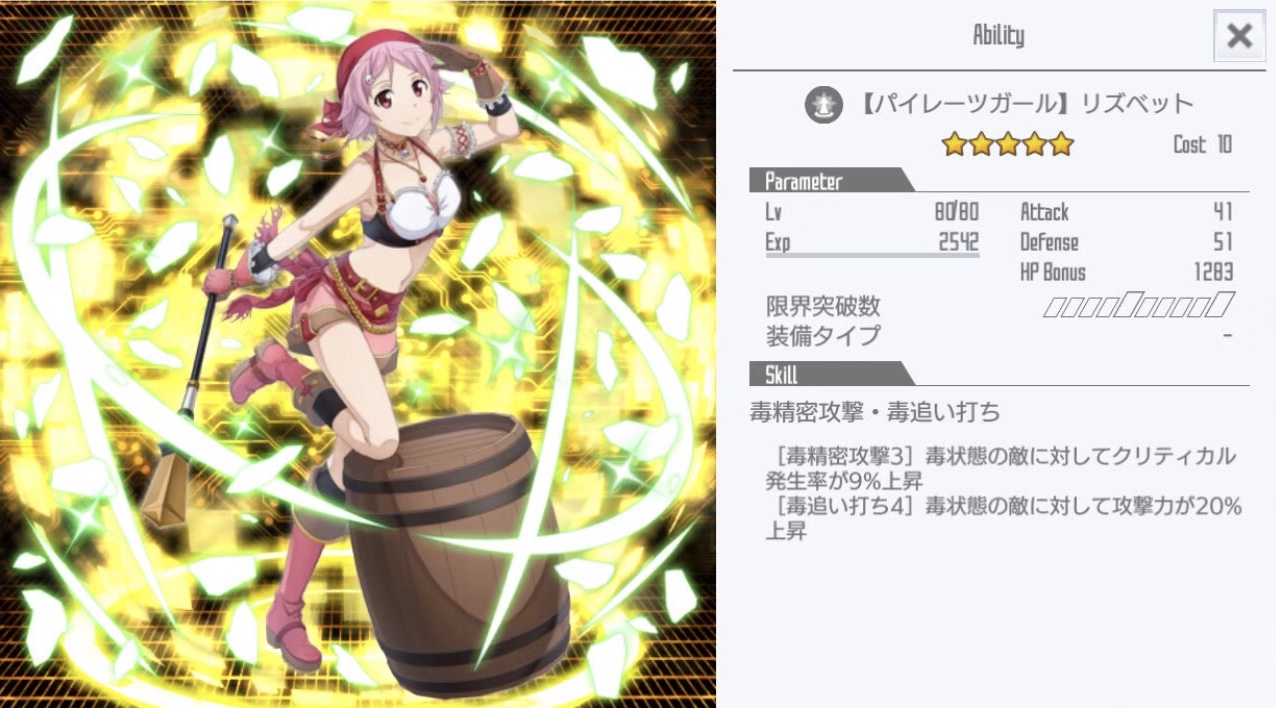 Ability
【パイレーツガール】リズベット
Cost 10
Parameter
Lv 80/80
Attack 41
Exp 2542
Defense 51
HP Bonus 1283
限界突破数
装備タイプ -
Skill
毒精密攻撃・毒追い打ち
［毒精密攻撃3］毒状態の敵に対してクリティカル
発生率が9%上昇
［毒追い打ち4］毒状態の敵に対して攻撃力が20%
上昇